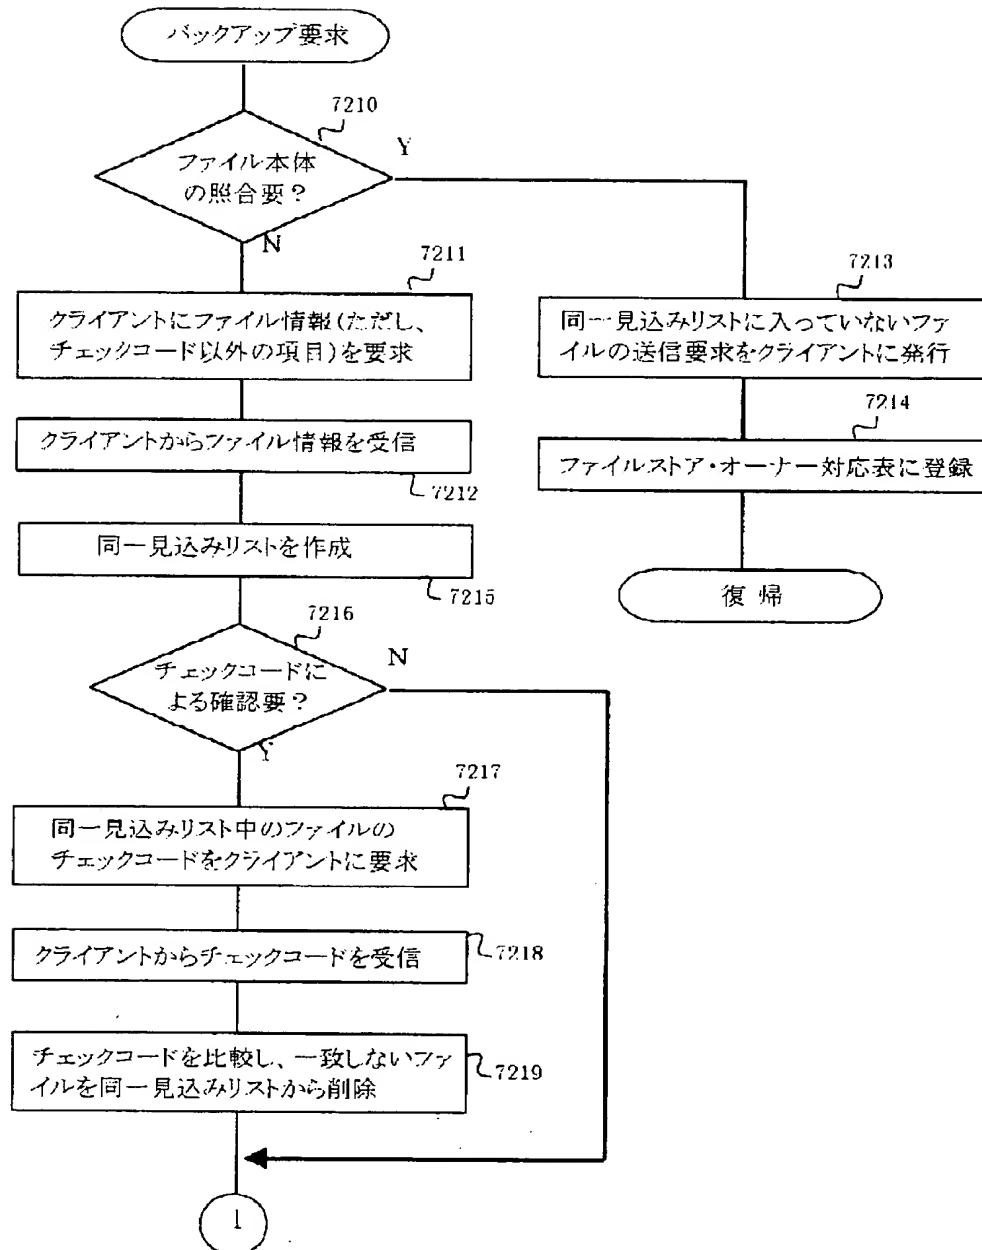 バックアップ要求
7210
Y
ファイル本体
の照合要？
N
7211
クライアントにファイル情報(ただし、
チェックコード以外の項目)を要求
クライアントからファイル情報を受信
7212
同一見込みリストを作成
7215
7216
N
チェックコードに
よる確認要？
Y
7217
同一見込みリスト中のファイルの
チェックコードをクライアントに要求
クライアントからチェックコードを受信
7218
チェックコードを比較し、一致しないファ
イルを同一見込みリストから削除
7219
1
7213
同一見込みリストに入っていないファ
イルの送信要求をクライアントに発行
7214
ファイルストア・オーナー対応表に登録
復帰